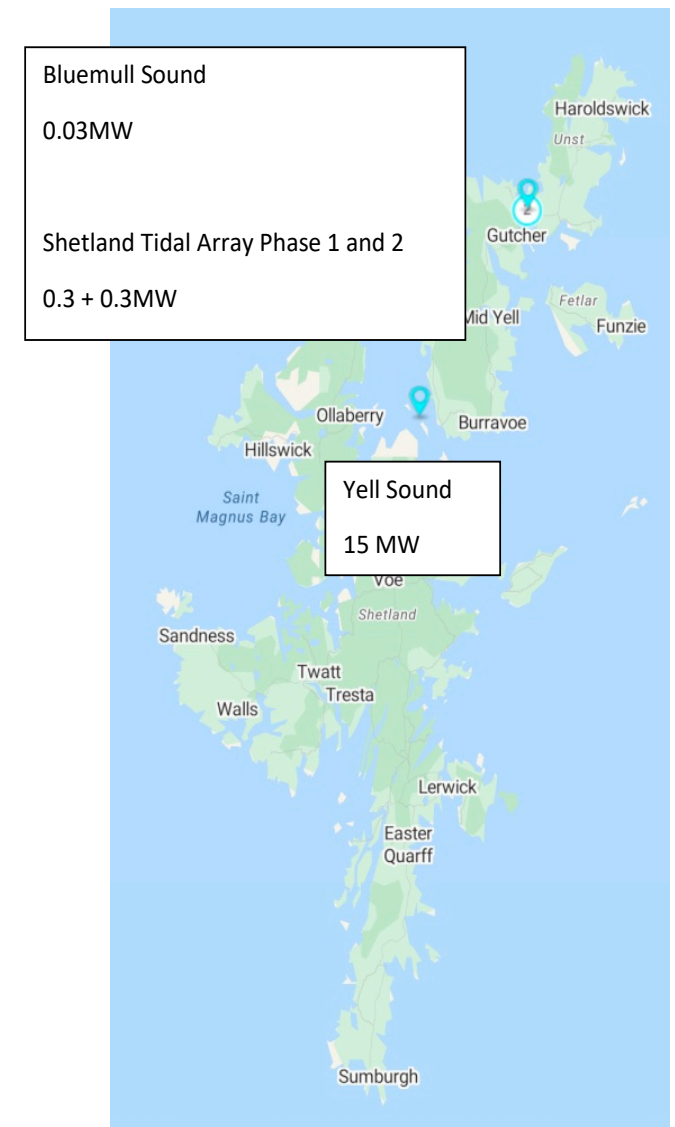 Bluemull Sound
0.03MW
Shetland Tidal Array Phase 1 and 2
0.3 + 0.3MW
Haroldswick
Unst
2
Gutcher
Fetlar
Mid Yell
Funzie
Ollaberry
Burravoe
Hillswick
Yell Sound
15 MW
Saint
Magnus Bay
Voe
Shetland
Sandness
Twatt
Tresta
Walls
Lerwick
Easter
Quarff
Sumburgh